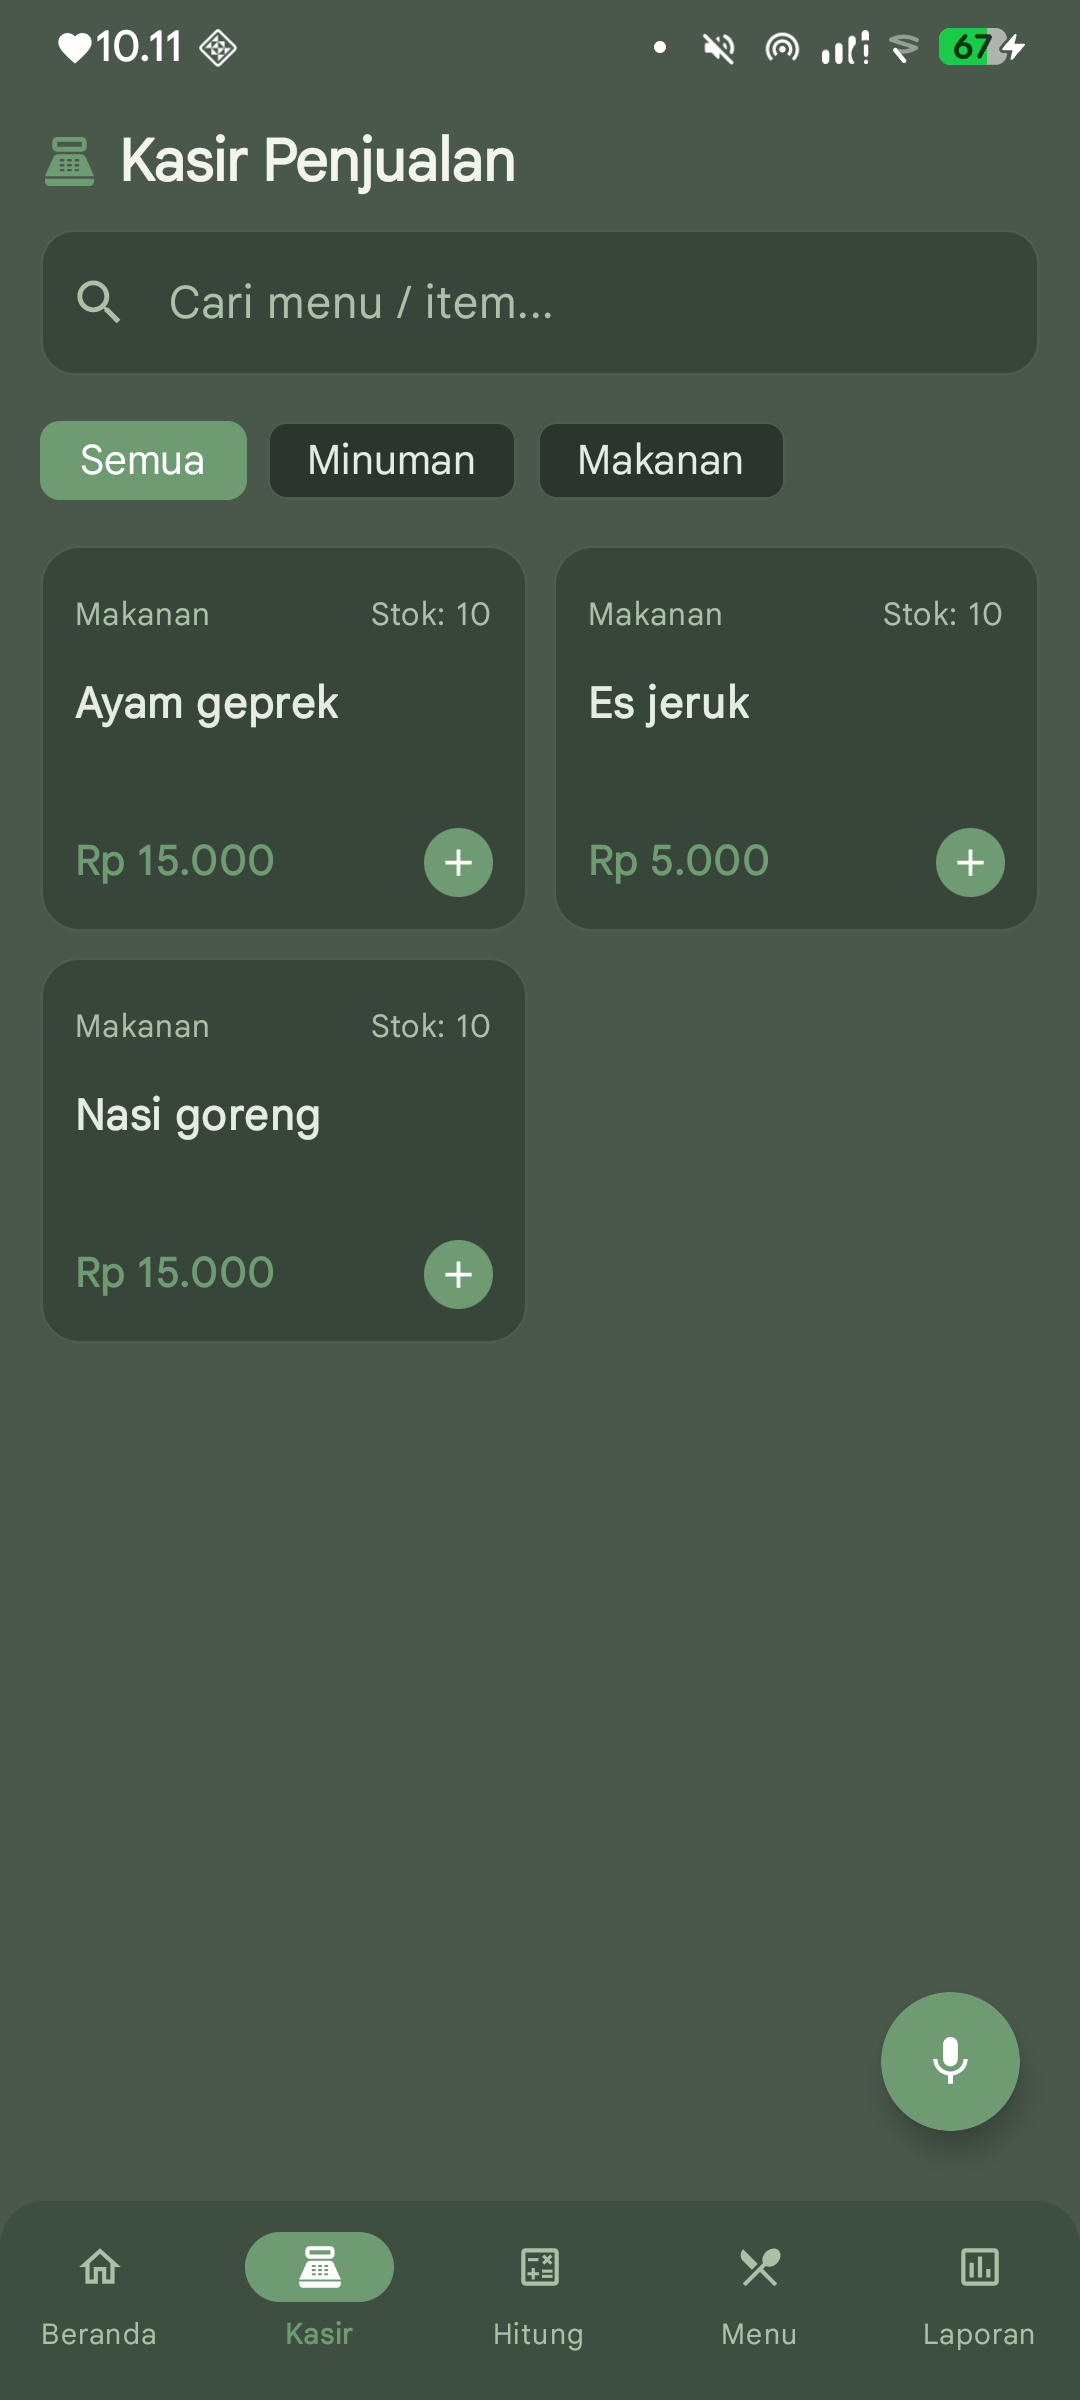 10.11
67
Kasir Penjualan
Cari menu / item...
Semua
Minuman
Makanan
Makanan
Stok: 10
Ayam geprek
Rp 15.000
Makanan
Stok: 10
Es jeruk
Rp 5.000
Makanan
Stok: 10
Nasi goreng
Rp 15.000
Beranda
Kasir
Hitung
Menu
Laporan